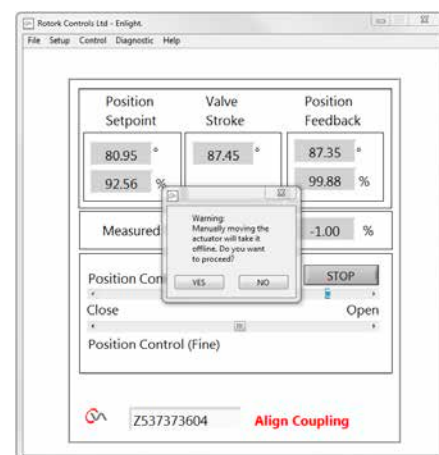 Rotork Controls Ltd - Enlight.
File Setup Control Diagnostic Help
Position Setpoint
Valve Stroke
Position Feedback
80.95 °
87.45 °
87.35 °
92.56 %
99.88 %
Measured
-1.00 %
Warning:
Manually moving the
actuator will take it
offline. Do you want
to proceed?
YES NO
Position Con
STOP
Close Open
Position Control (Fine)
Z537373604 Align Coupling